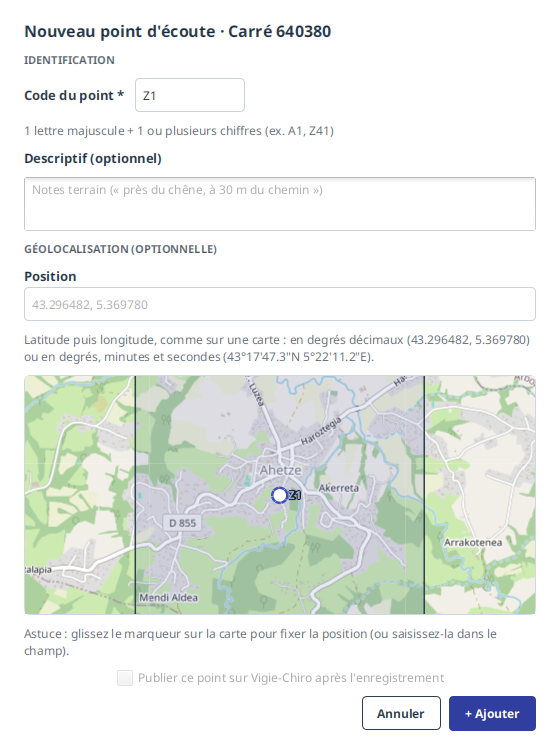 Nouveau point d'écoute · Carré 640380
IDENTIFICATION
Code du point * Z1
1 lettre majuscule + 1 ou plusieurs chiffres (ex. A1, Z41)
Descriptif (optionnel)
Notes terrain (« près du chêne, à 30 m du chemin »)
GÉOLOCALISATION (OPTIONNELLE)
Position
43.296482, 5.369780
Latitude puis longitude, comme sur une carte : en degrés décimaux (43.296482, 5.369780)
ou en degrés, minutes et secondes (43°17'47.3"N 5°22'11.2"E).
Luzea
Haroztegia
Ha
Ahetze
Akerreta
Z1
D 855
Arrakotenea
talapia
Mendi Aldea
Astuce : glissez le marqueur sur la carte pour fixer la position (ou saisissez-la dans le
champ).
Publier ce point sur Vigie-Chiro après l'enregistrement
Annuler
+ Ajouter